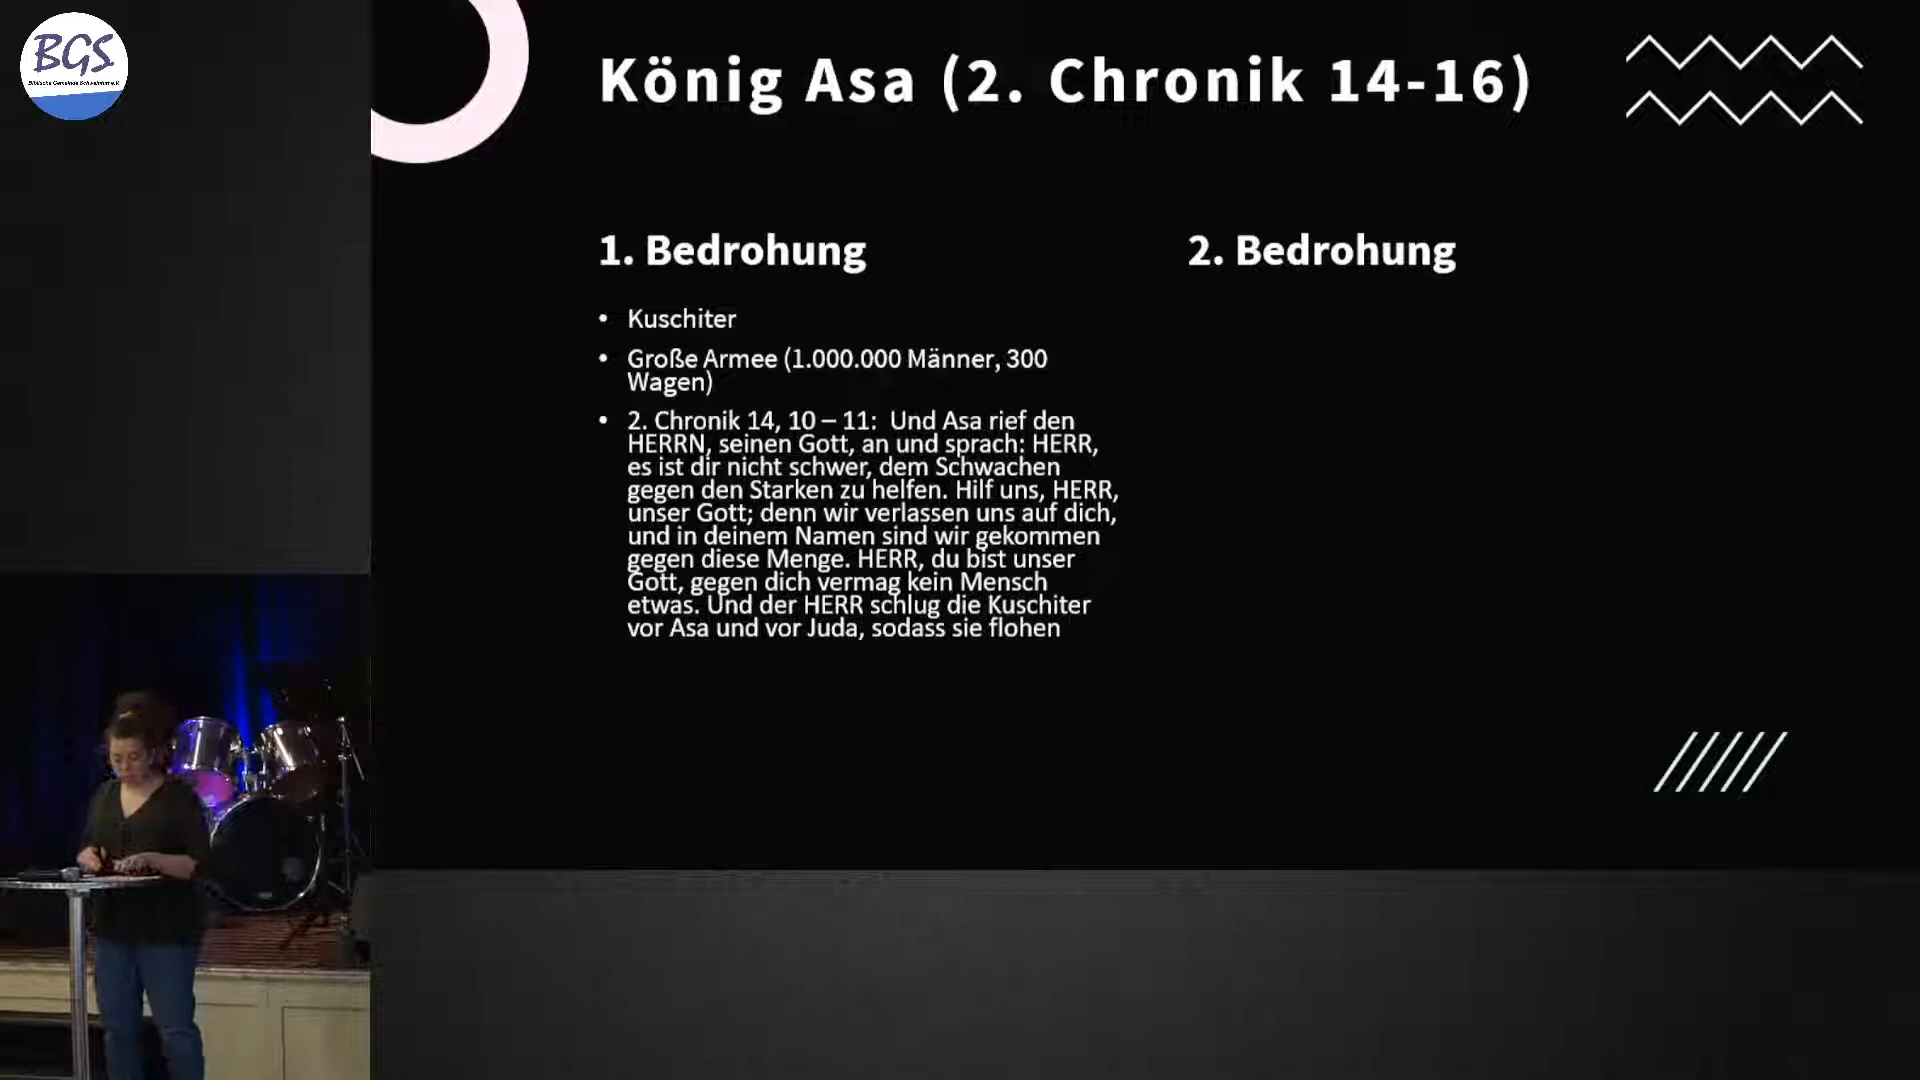 BGS
Biblische Gemeinde Schweinfurt e.V.
König Asa (2. Chronik 14-16)
1. Bedrohung
• Kuschiter
• Große Armee (1.000.000 Männer, 300
Wagen)
• 2. Chronik 14, 10 – 11:  Und Asa rief den
HERRN, seinen Gott, an und sprach: HERR,
es ist dir nicht schwer, dem Schwachen
gegen den Starken zu helfen. Hilf uns, HERR,
unser Gott; denn wir verlassen uns auf dich,
und in deinem Namen sind wir gekommen
gegen diese Menge. HERR, du bist unser
Gott, gegen dich vermag kein Mensch
etwas. Und der HERR schlug die Kuschiter
vor Asa und vor Juda, sodass sie flohen
2. Bedrohung